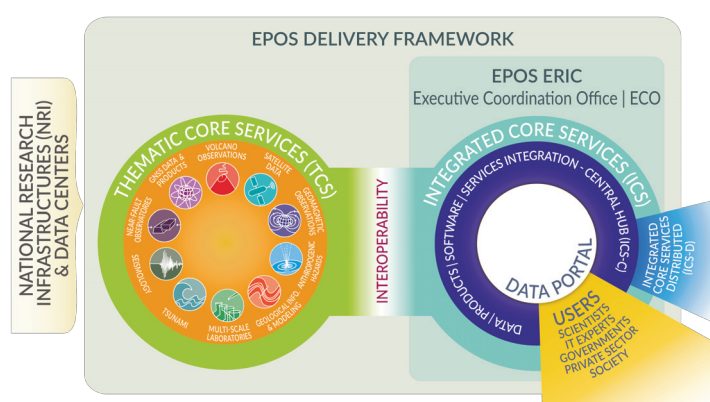 EPOS DELIVERY FRAMEWORK
EPOS ERIC
Executive Coordination Office | ECO
NATIONAL RESEARCH
INFRASTRUCTURES (NRI)
& DATA CENTERS
THEMATIC CORE SERVICES (TCS)
VOLCANO
OBSERVATIONS
SATELLITE
DATA
GEOMAGNETIC
OBSERVATIONS
ANTHROPOGENIC
HAZARDS
GEOLOGICAL INFO.
& MODELING
MULTI-SCALE
LABORATORIES
TSUNAMI
SEISMOLOGY
NEAR FAULT
OBSERVATORIES
GNSS DATA &
PRODUCTS
INTEROPERABILITY
INTEGRATED CORE SERVICES (ICS)
DATA | PRODUCTS | SOFTWARE | SERVICES INTEGRATION - CENTRAL HUB (ICS-C)
DATA PORTAL
INTEGRATED
CORE SERVICES
DISTRIBUTED
(ICS-D)
USERS
SCIENTISTS
IT EXPERTS
GOVERNMENTS
PRIVATE SECTOR
SOCIETY